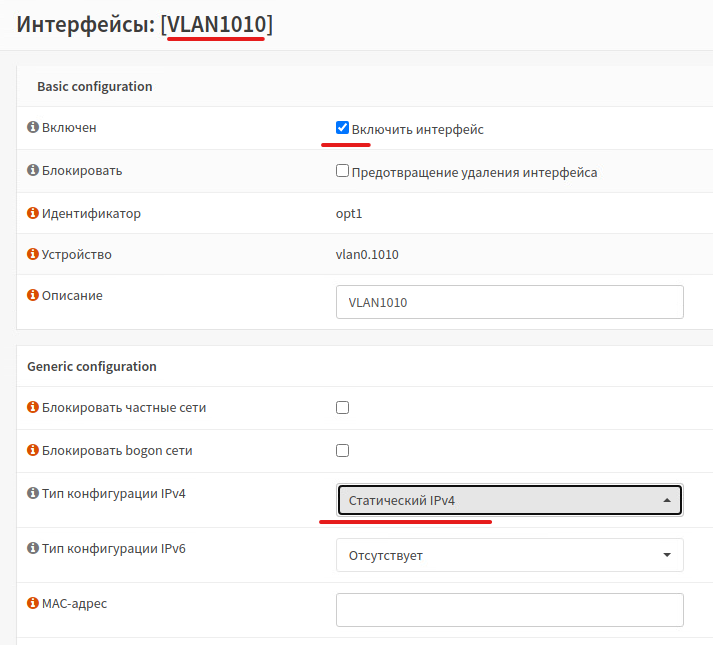 Интерфейсы: [VLAN1010]
Basic configuration
Включен
Включить интерфейс
Блокировать
Предотвращение удаления интерфейса
Идентификатор
opt1
Устройство
vlan0.1010
Описание
VLAN1010
Generic configuration
Блокировать частные сети
Блокировать bogon сети
Тип конфигурации IPv4
Статический IPv4
Тип конфигурации IPv6
Отсутствует
MAC-адрес